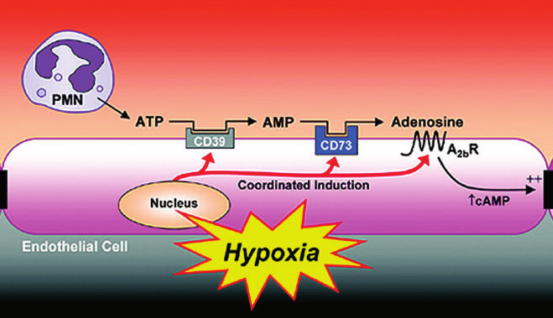 PMN
ATP
CD39
AMP
CD73
Adenosine
A2bR
Coordinated Induction
Nucleus
++
↑cAMP
Endothelial Cell
Hypoxia